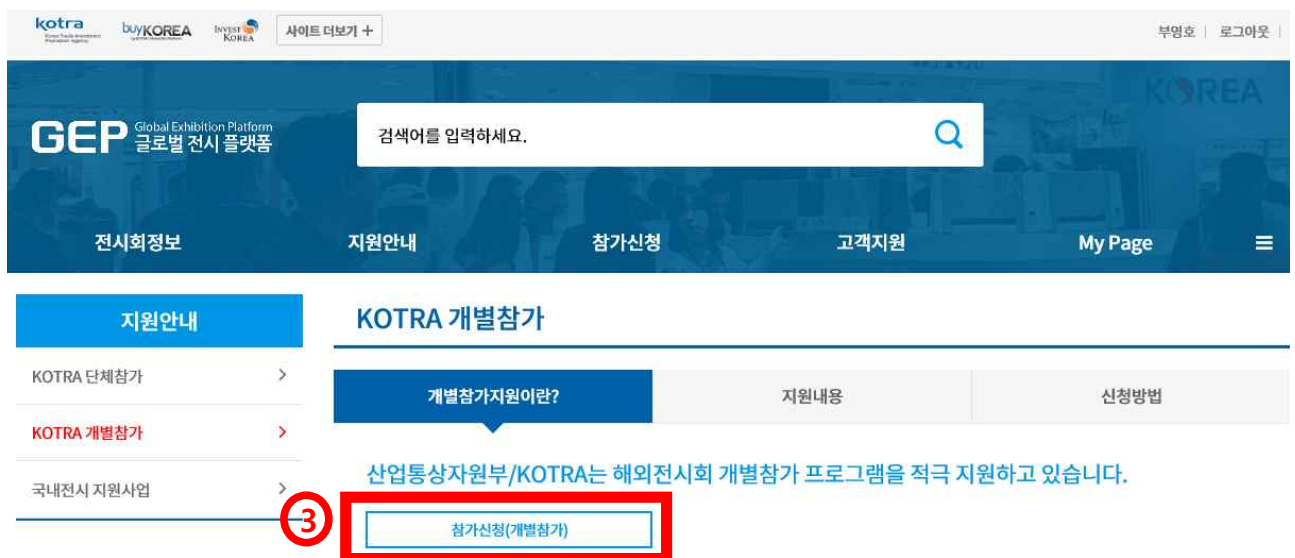 kotra
Korea Trade-Investment
Promotion Agency
buyKOREA
INVEST
KOREA
사이트 더보기 +
부영호 | 로그아웃 |
KOREA
GEP Global Exhibition Platform
글로벌 전시 플랫폼
검색어를 입력하세요.
전시회정보 지원안내 참가신청 고객지원 My Page
지원안내
KOTRA 단체참가
KOTRA 개별참가
국내전시 지원사업
KOTRA 개별참가
개별참가지원이란? 지원내용 신청방법
산업통상자원부/KOTRA는 해외전시회 개별참가 프로그램을 적극 지원하고 있습니다.
③
참가신청(개별참가)